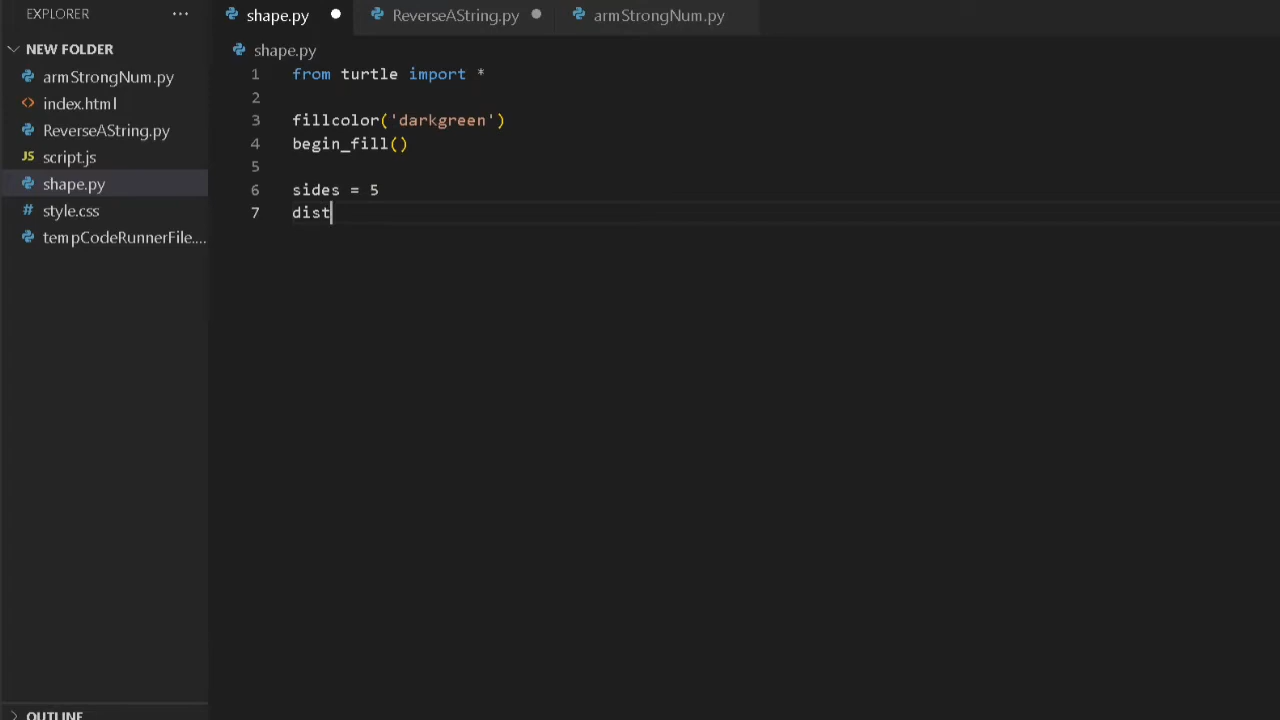 EXPLORER ...
shape.py ReverseAString.py armStrongNum.py
NEW FOLDER
armStrongNum.py
index.html
ReverseAString.py
JS script.js
shape.py
# style.css
tempCodeRunnerFile....
OUTLINE
shape.py
1 from turtle import *
2
3 fillcolor('darkgreen')
4 begin_fill()
5
6 sides = 5
7 dist